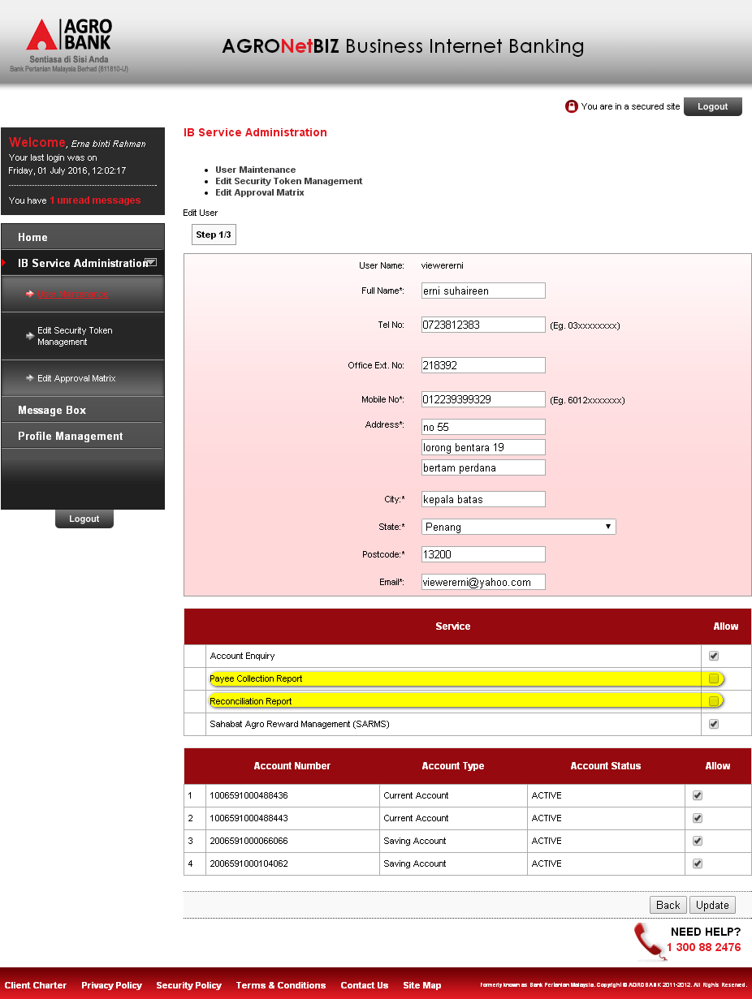 AGRO
BANK
Sentiasa di Sisi Anda
Bank Pertanian Malaysia Berhad (811810-U)
AGRONetBIZ Business Internet Banking
You are in a secured site
Logout
Welcome, Erna binti Rahman
Your last login was on
Friday, 01 July 2016, 12:02:17
You have 1 unread messages
Home
IB Service Administration
User Maintenance
Edit Security Token
Management
Edit Approval Matrix
Message Box
Profile Management
Logout
IB Service Administration
• User Maintenance
• Edit Security Token Management
• Edit Approval Matrix
Edit User
Step 1/3
User Name: viewererni
Full Name*: erni suhaireen
Tel No: 0723812383 (Eg. 03xxxxxxxx)
Office Ext. No: 218392
Mobile No*: 012239399329 (Eg. 6012xxxxxxx)
Address*: no 55
lorong bentara 19
bertam perdana
City:* kepala batas
State:* Penang
Postcode:* 13200
Email*: viewererni@yahoo.com
Service Allow
Account Enquiry
Payee Collection Report
Reconciliation Report
Sahabat Agro Reward Management (SARMS)
Account Number Account Type Account Status Allow
1 1006591000488436 Current Account ACTIVE
2 1006591000488443 Current Account ACTIVE
3 2006591000066066 Saving Account ACTIVE
4 2006591000104062 Saving Account ACTIVE
Back Update
NEED HELP?
1 300 88 2476
Client Charter Privacy Policy Security Policy Terms & Conditions Contact Us Site Map Formerly known as Bank Pertanian Malaysia. Copyright © AGROBANK 2011-2012. All Rights Reserved.